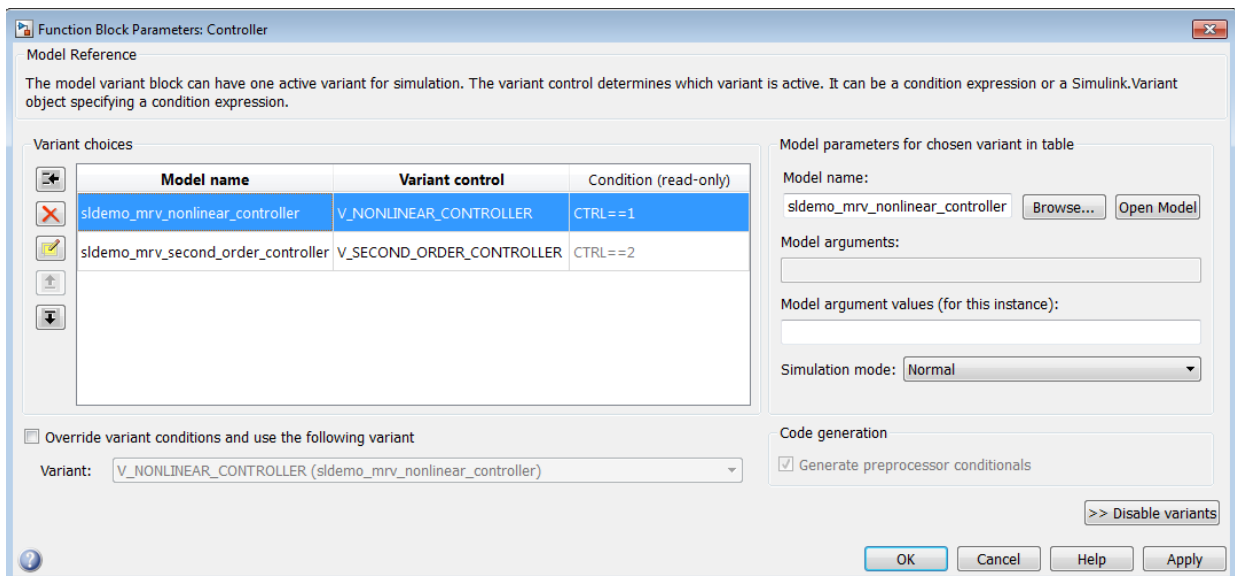 Function Block Parameters: Controller
Model Reference
The model variant block can have one active variant for simulation. The variant control determines which variant is active. It can be a condition expression or a Simulink.Variant
object specifying a condition expression.
Variant choices
Model name Variant control Condition (read-only)
sldemo_mrv_nonlinear_controller V_NONLINEAR_CONTROLLER CTRL==1
sldemo_mrv_second_order_controller V_SECOND_ORDER_CONTROLLER CTRL==2
Model parameters for chosen variant in table
Model name:
sldemo_mrv_nonlinear_controller Browse... Open Model
Model arguments:
Model argument values (for this instance):
Simulation mode: Normal
Override variant conditions and use the following variant
Variant: V_NONLINEAR_CONTROLLER (sldemo_mrv_nonlinear_controller)
Code generation
Generate preprocessor conditionals
>> Disable variants
? OK Cancel Help Apply